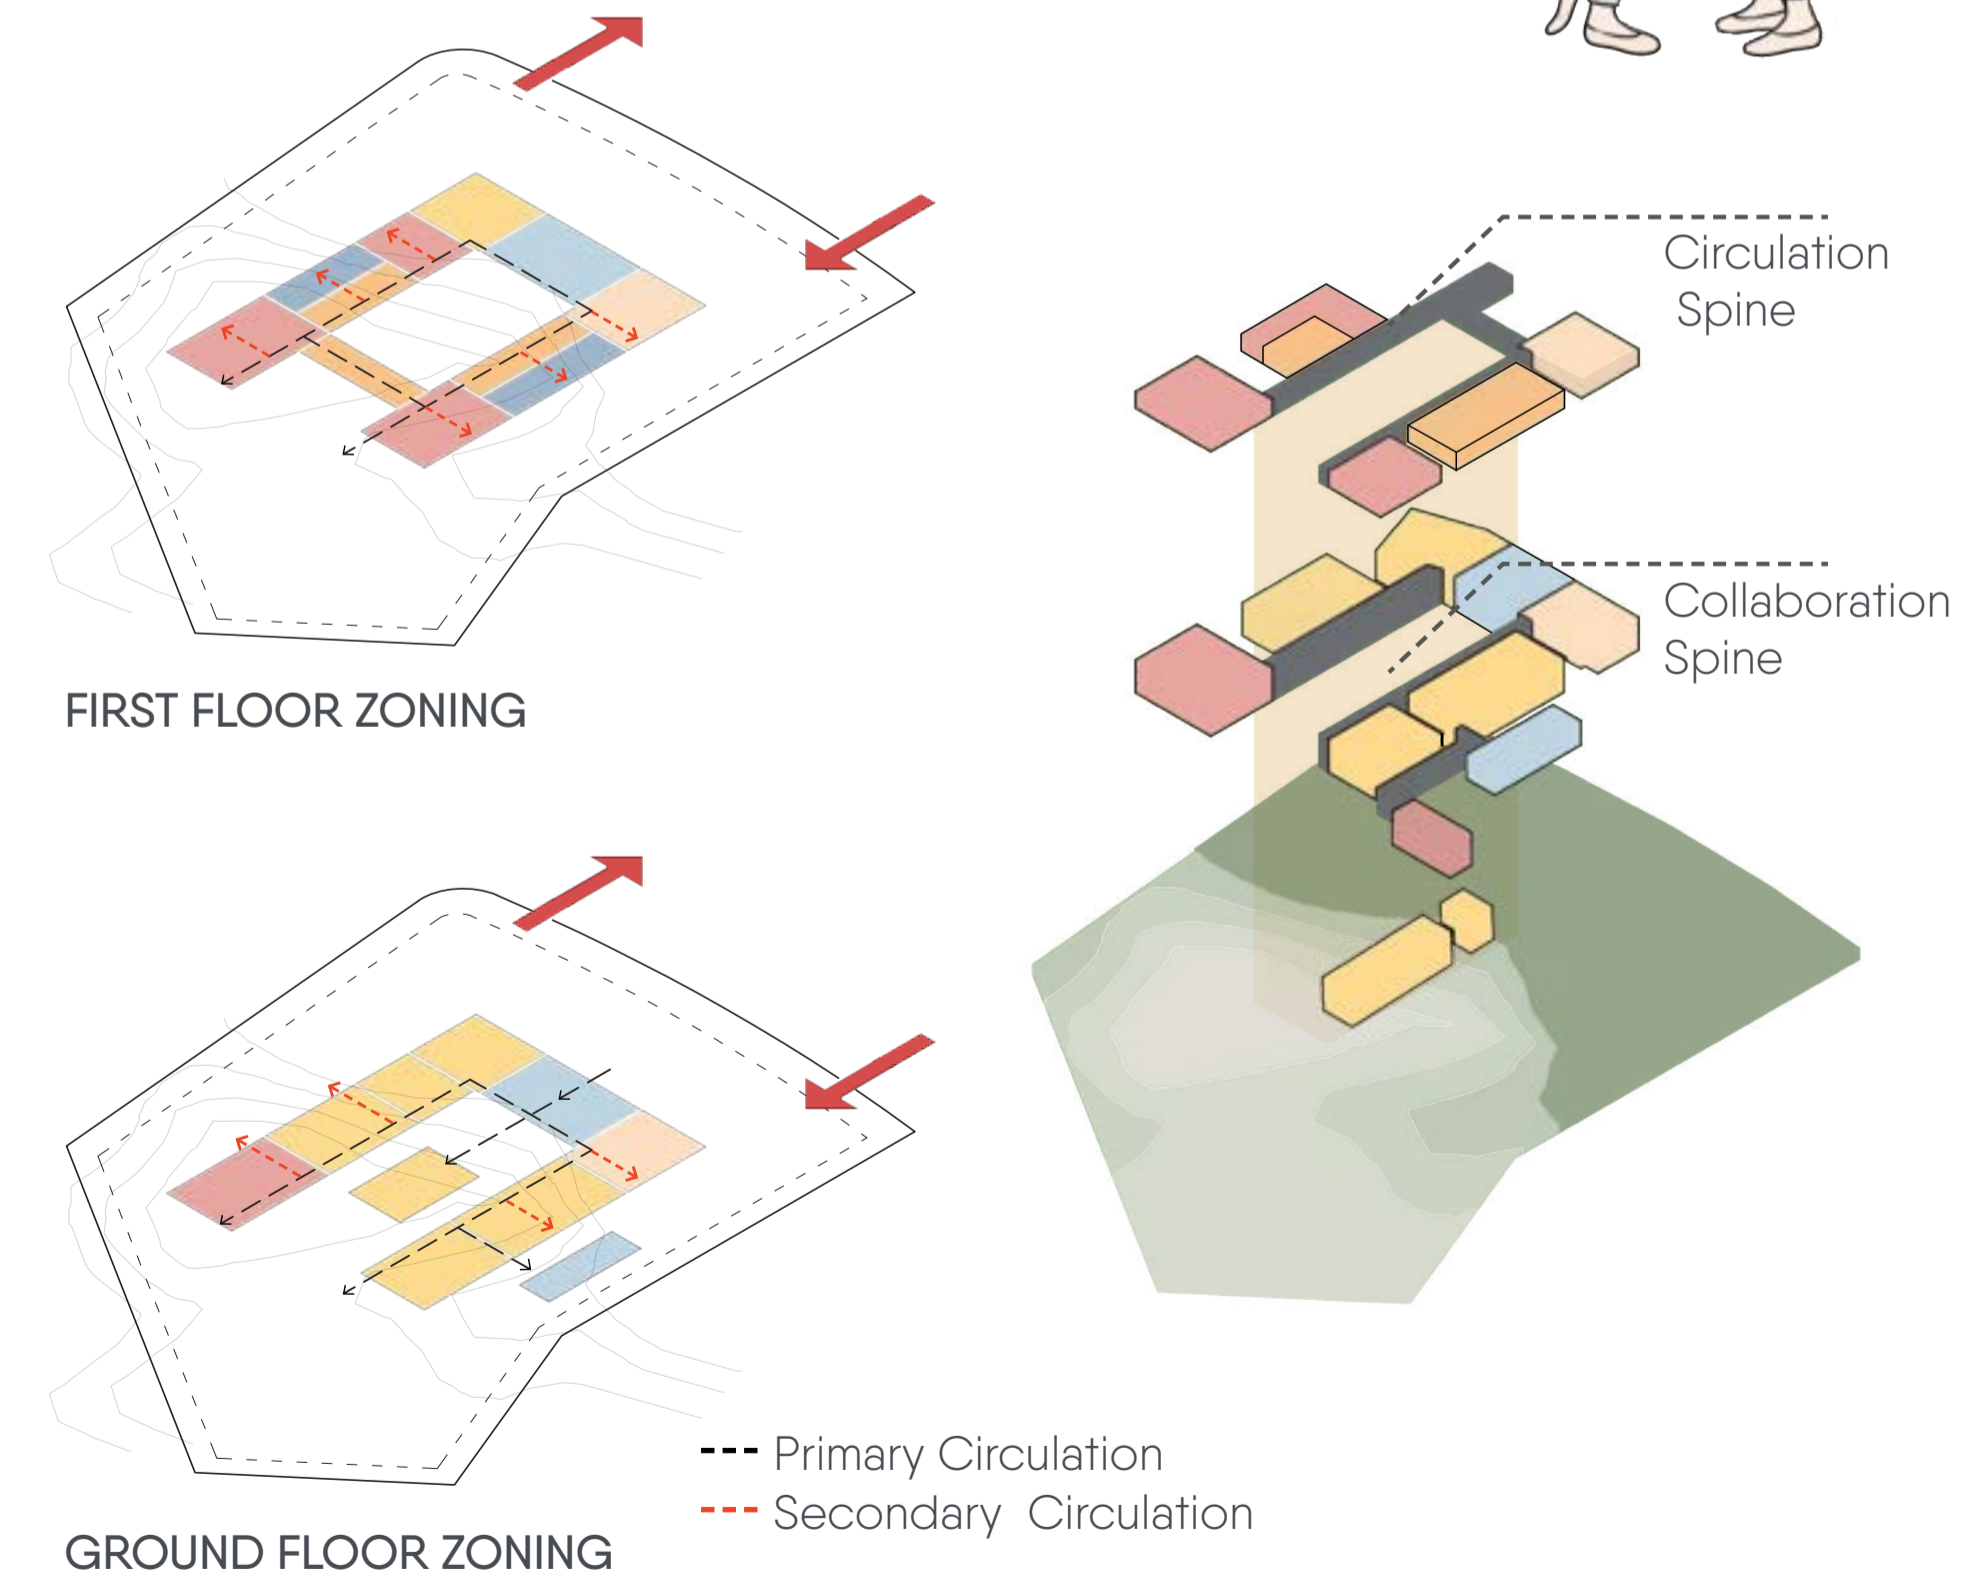 Circulation
Spine
Collaboration
Spine
FIRST FLOOR ZONING
Primary Circulation
Secondary Circulation
GROUND FLOOR ZONING